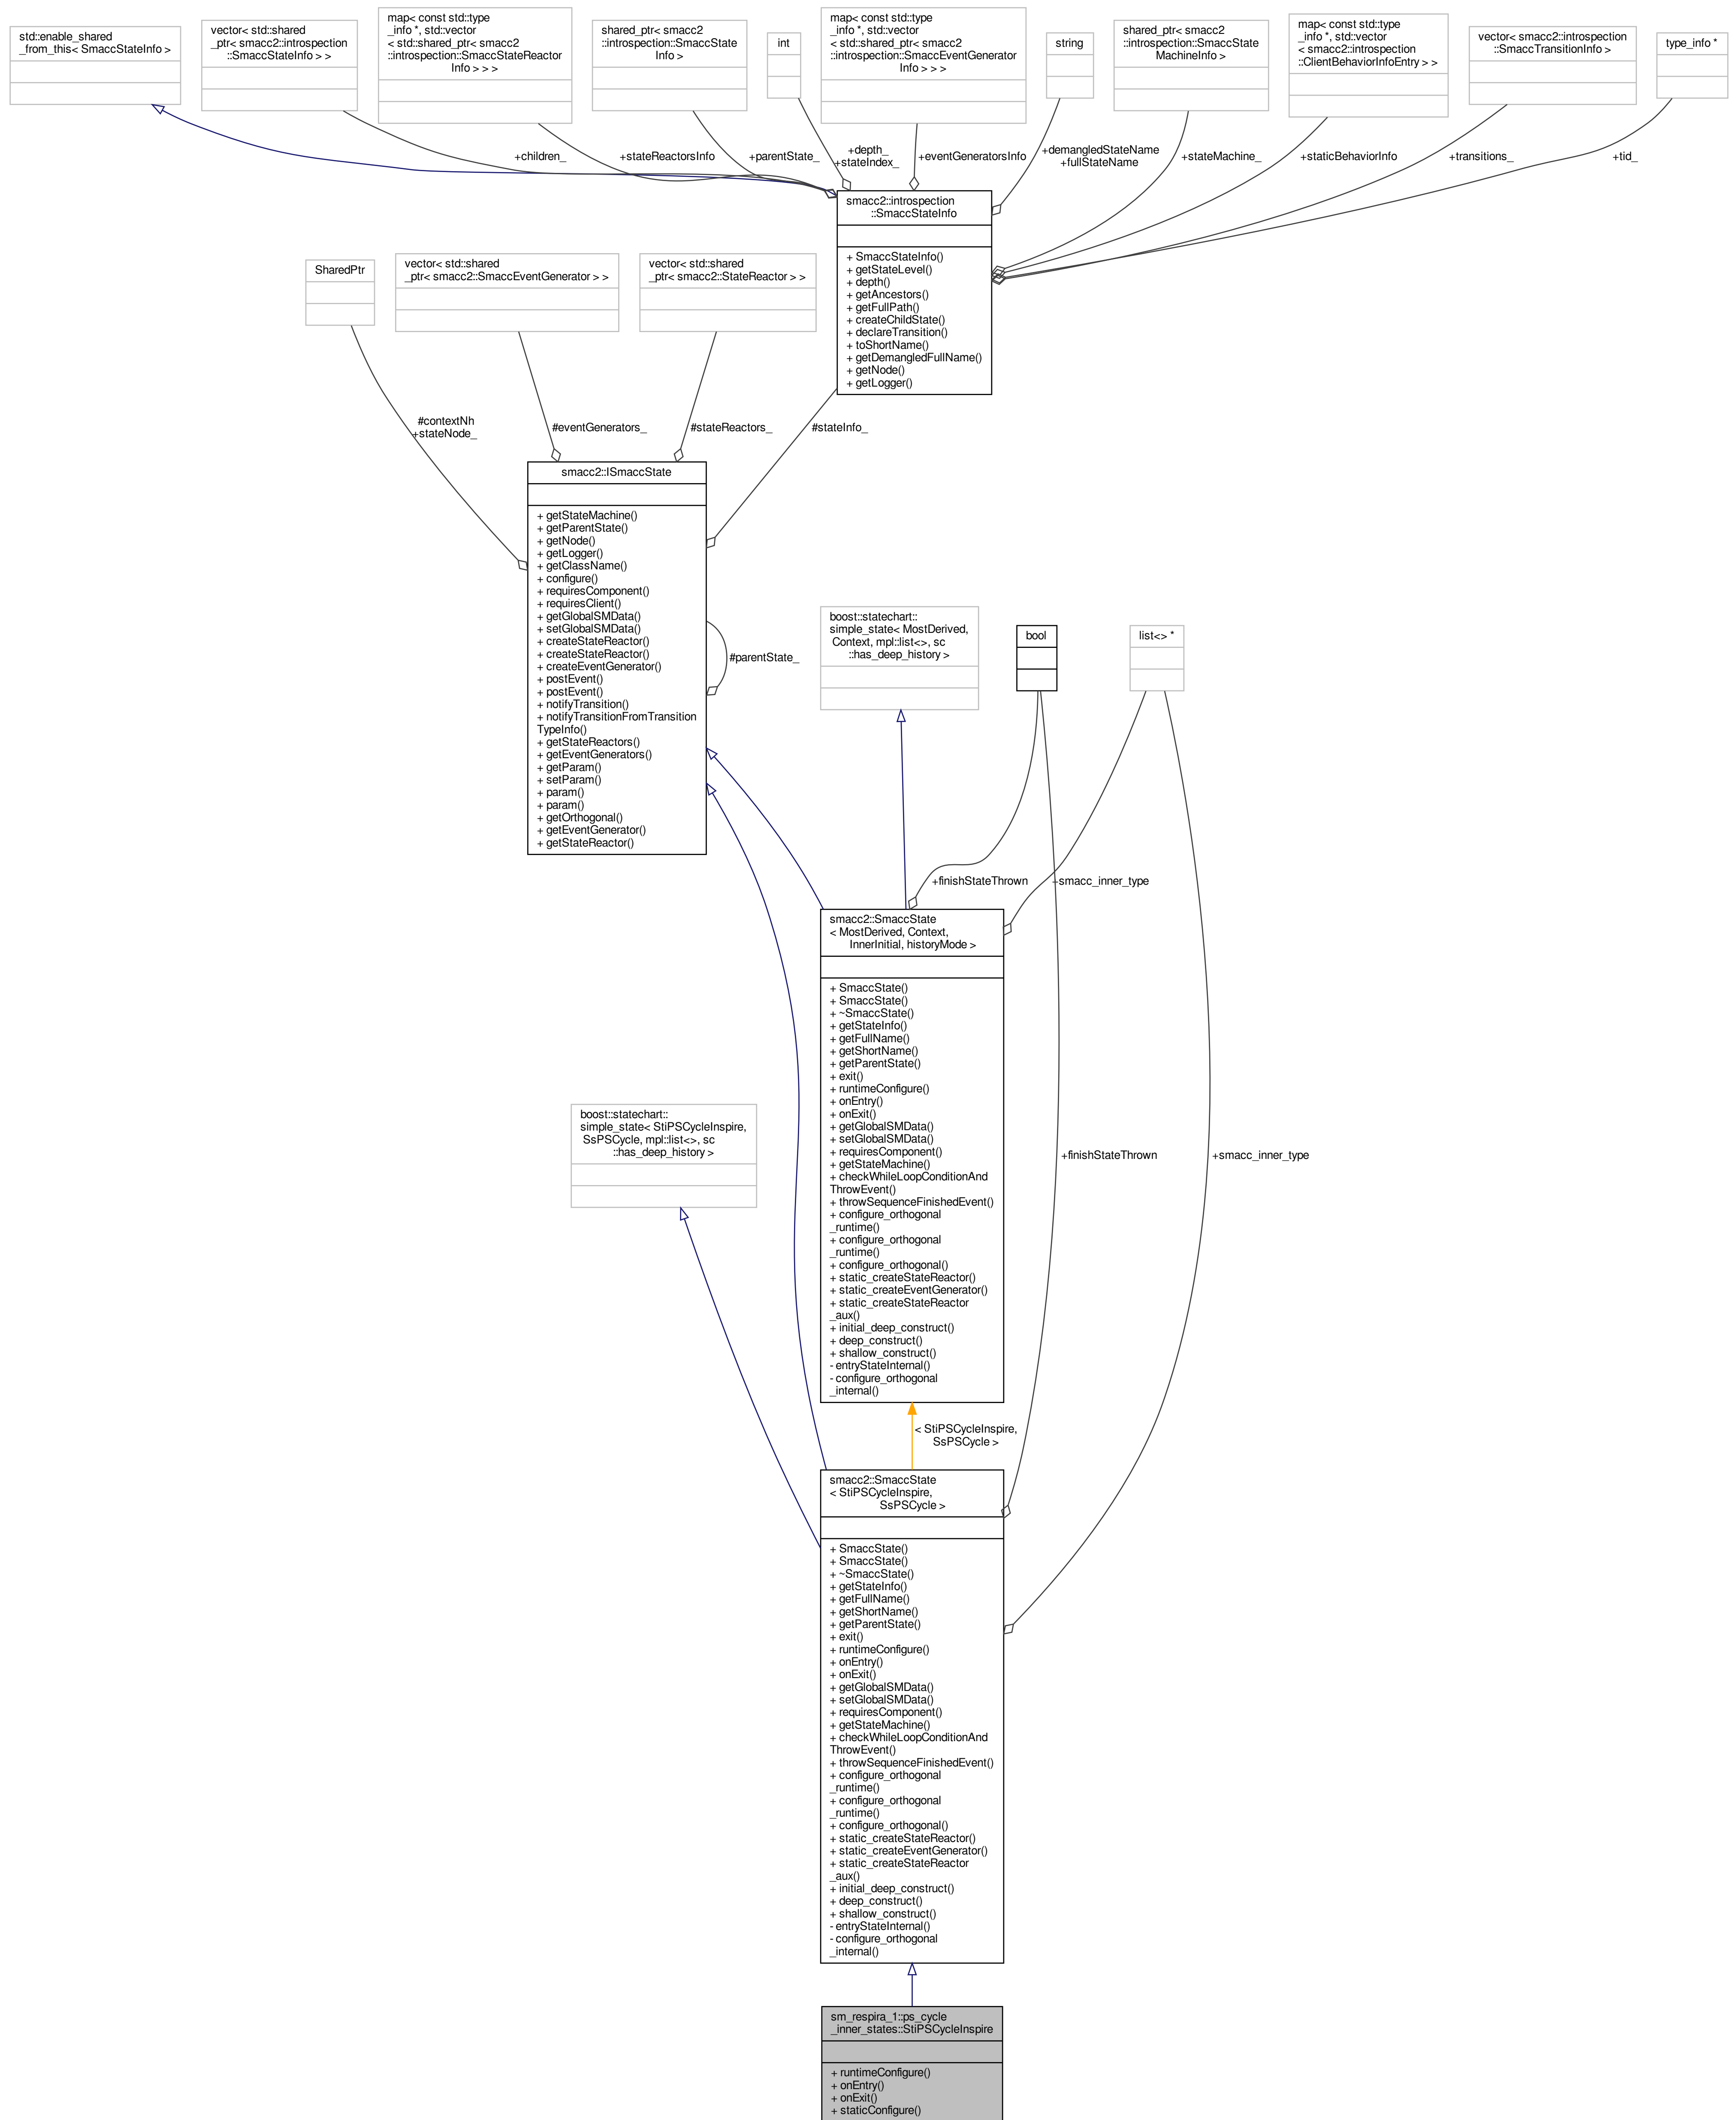 std::enable_shared
_from_this< SmaccStateInfo >
vector< std::shared
_ptr< smacc2::introspection
::SmaccStateInfo > >
map< const std::type
_info *, std::vector
< std::shared_ptr< smacc2
::introspection::SmaccStateReactor
Info > > >
shared_ptr< smacc2
::introspection::SmaccState
Info >
int
map< const std::type
_info *, std::vector
< std::shared_ptr< smacc2
::introspection::SmaccEventGenerator
Info > > >
string
shared_ptr< smacc2
::introspection::SmaccState
MachineInfo >
map< const std::type
_info *, std::vector
< smacc2::introspection
::ClientBehaviorInfoEntry > >
vector< smacc2::introspection
::SmaccTransitionInfo >
type_info *
+children_
+stateReactorsInfo
+parentState_
+depth_
+stateIndex_
+eventGeneratorsInfo
+demangledStateName
+fullStateName
+stateMachine_
+staticBehaviorInfo
+transitions_
+tid_
smacc2::introspection
::SmaccStateInfo
+ SmaccStateInfo()
+ getStateLevel()
+ depth()
+ getAncestors()
+ getFullPath()
+ createChildState()
+ declareTransition()
+ toShortName()
+ getDemangledFullName()
+ getNode()
+ getLogger()
SharedPtr
vector< std::shared
_ptr< smacc2::SmaccEventGenerator > >
vector< std::shared
_ptr< smacc2::StateReactor > >
#contextNh
+stateNode_
#eventGenerators_
#stateReactors_
#stateInfo_
smacc2::ISmaccState
+ getStateMachine()
+ getParentState()
+ getNode()
+ getLogger()
+ getClassName()
+ configure()
+ requiresComponent()
+ requiresClient()
+ getGlobalSMData()
+ setGlobalSMData()
+ createStateReactor()
+ createStateReactor()
+ createEventGenerator()
+ postEvent()
+ postEvent()
+ notifyTransition()
+ notifyTransitionFromTransition
TypeInfo()
+ getStateReactors()
+ getEventGenerators()
+ getParam()
+ setParam()
+ param()
+ param()
+ getOrthogonal()
+ getEventGenerator()
+ getStateReactor()
#parentState_
boost::statechart::
simple_state< MostDerived,
Context, mpl::list<>, sc
::has_deep_history >
bool
list<> *
+finishStateThrown
+smacc_inner_type
smacc2::SmaccState
< MostDerived, Context,
InnerInitial, historyMode >
+ SmaccState()
+ SmaccState()
+ ~SmaccState()
+ getStateInfo()
+ getFullName()
+ getShortName()
+ getParentState()
+ exit()
+ runtimeConfigure()
+ onEntry()
+ onExit()
+ getGlobalSMData()
+ setGlobalSMData()
+ requiresComponent()
+ getStateMachine()
+ checkWhileLoopConditionAnd
ThrowEvent()
+ throwSequenceFinishedEvent()
+ configure_orthogonal
_runtime()
+ configure_orthogonal
_runtime()
+ configure_orthogonal()
+ static_createStateReactor()
+ static_createEventGenerator()
+ static_createStateReactor
_aux()
+ initial_deep_construct()
+ deep_construct()
+ shallow_construct()
- entryStateInternal()
- configure_orthogonal
_internal()
boost::statechart::
simple_state< StiPSCycleInspire,
SsPSCycle, mpl::list<>, sc
::has_deep_history >
+finishStateThrown
+smacc_inner_type
< StiPSCycleInspire,
SsPSCycle >
smacc2::SmaccState
< StiPSCycleInspire,
SsPSCycle >
+ SmaccState()
+ SmaccState()
+ ~SmaccState()
+ getStateInfo()
+ getFullName()
+ getShortName()
+ getParentState()
+ exit()
+ runtimeConfigure()
+ onEntry()
+ onExit()
+ getGlobalSMData()
+ setGlobalSMData()
+ requiresComponent()
+ getStateMachine()
+ checkWhileLoopConditionAnd
ThrowEvent()
+ throwSequenceFinishedEvent()
+ configure_orthogonal
_runtime()
+ configure_orthogonal
_runtime()
+ configure_orthogonal()
+ static_createStateReactor()
+ static_createEventGenerator()
+ static_createStateReactor
_aux()
+ initial_deep_construct()
+ deep_construct()
+ shallow_construct()
- entryStateInternal()
- configure_orthogonal
_internal()
sm_respira_1::ps_cycle
_inner_states::StiPSCycleInspire
+ runtimeConfigure()
+ onEntry()
+ onExit()
+ staticConfigure()